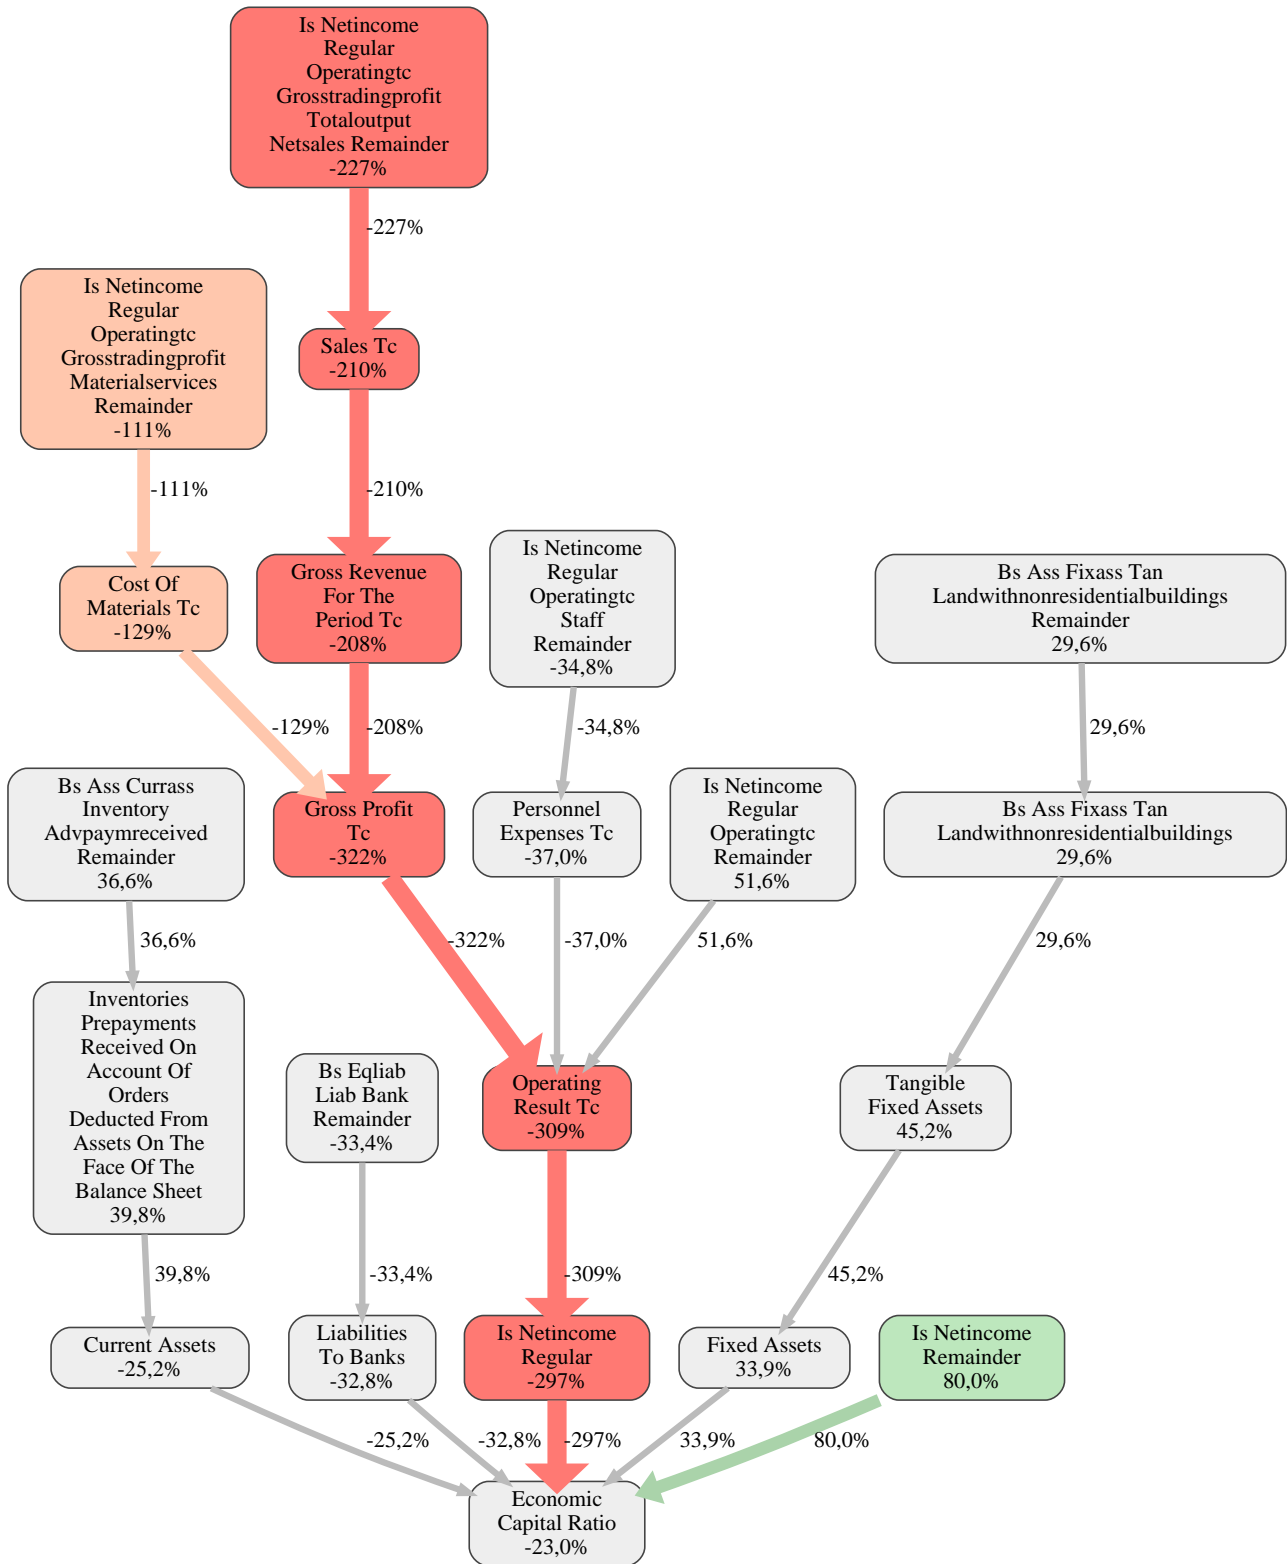 Is Netincome
Regular
Operatingtc
Grosstradingprofit
Totaloutput
Netsales Remainder
-227%
-227%
Is Netincome
Regular
Operatingtc
Grosstradingprofit
Materialservices
Remainder
-111%
Sales Tc
-210%
-111%
-210%
Is Netincome
Regular
Operatingtc
Staff
Remainder
-34,8%
Cost Of
Materials Tc
-129%
Gross Revenue
For The
Period Tc
-208%
Bs Ass Fixass Tan
Landwithnonresidentialbuildings
Remainder
29,6%
-129%
-208%
-34,8%
29,6%
Bs Ass Currass
Inventory
Advpaymreceived
Remainder
36,6%
Gross Profit
Tc
-322%
Personnel
Expenses Tc
-37,0%
Is Netincome
Regular
Operatingtc
Remainder
51,6%
Bs Ass Fixass Tan
Landwithnonresidentialbuildings
29,6%
36,6%
-322%
-37,0%
51,6%
29,6%
Inventories
Prepayments
Received On
Account Of
Orders
Deducted From
Assets On The
Face Of The
Balance Sheet
39,8%
Bs Eqliab
Liab Bank
Remainder
-33,4%
Operating
Result Tc
-309%
Tangible
Fixed Assets
45,2%
39,8%
-33,4%
-309%
45,2%
Current Assets
-25,2%
Liabilities
To Banks
-32,8%
Is Netincome
Regular
-297%
Fixed Assets
33,9%
Is Netincome
Remainder
80,0%
-25,2%
-32,8%
-297%
33,9%
80,0%
Economic
Capital Ratio
-23,0%